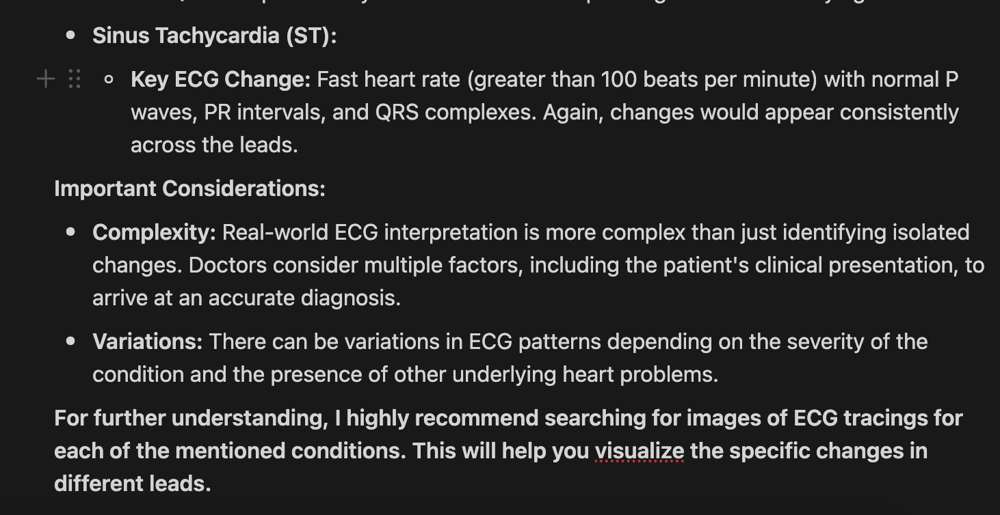 Sinus Tachycardia (ST):
Key ECG Change: Fast heart rate (greater than 100 beats per minute) with normal P
waves, PR intervals, and QRS complexes. Again, changes would appear consistently
across the leads.
Important Considerations:
Complexity: Real-world ECG interpretation is more complex than just identifying isolated
changes. Doctors consider multiple factors, including the patient's clinical presentation, to
arrive at an accurate diagnosis.
Variations: There can be variations in ECG patterns depending on the severity of the
condition and the presence of other underlying heart problems.
For further understanding, I highly recommend searching for images of ECG tracings for
each of the mentioned conditions. This will help you visualize the specific changes in
different leads.